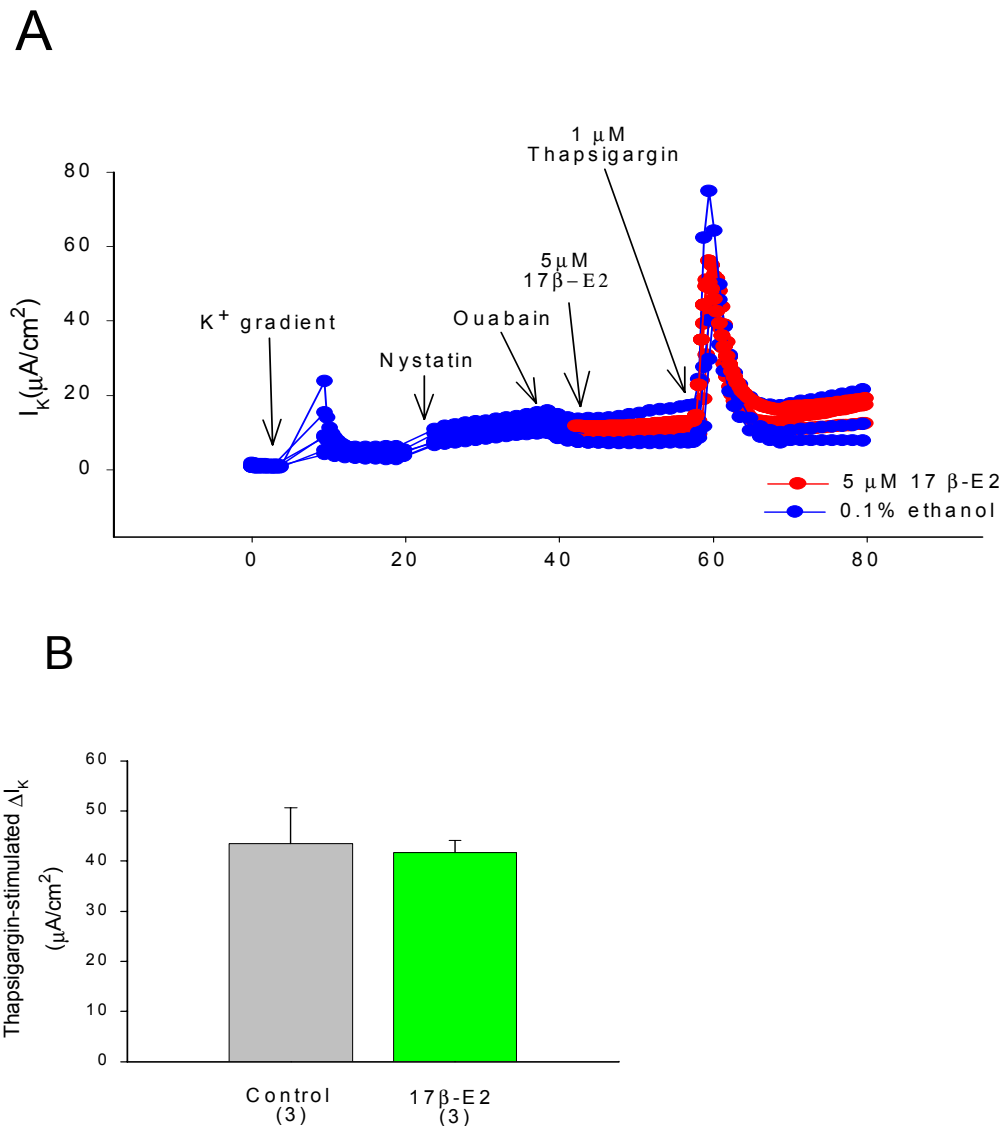 A
1 μM
Thapsigargin
80
60
40
20
0
I_K(μA/cm²)
K⁺ gradient
Nystatin
Ouabain
5μM
17β−E2
5 μM 17 β-E2
0.1% ethanol
0 20 40 60 80
B
Thapsigargin-stimulated ΔI_K
(μA/cm²)
60
50
40
30
20
10
0
Control 17β-E2
(3) (3)